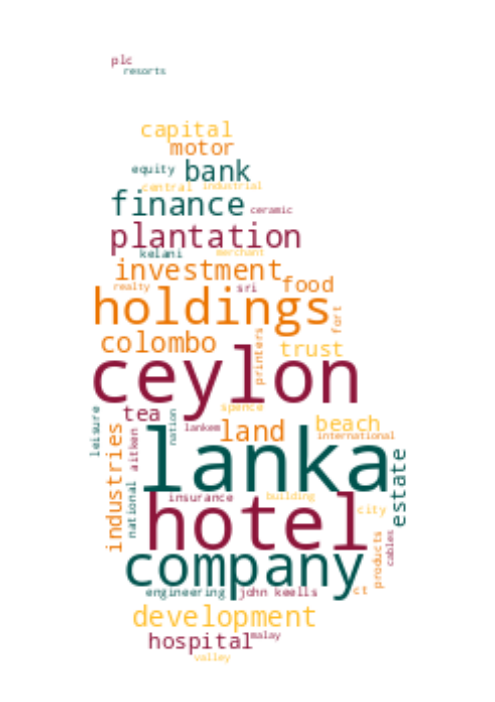 plc
resorts
capital
motor
equity bank
central industrial
finance ceramic
plantation
kelani merchant
investment
realty sri food
holdings fort
colombo printers trust
ceylon
leisure tea nation spence
lankem land beach
international
industries aitken lanka estate
national insurance building
hotel city
company products cables
engineering john keells ct
development
hospital malay
valley